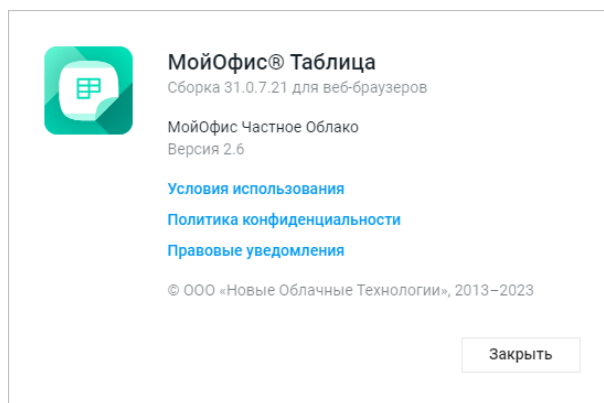 МойОфис® Таблица
Сборка 31.0.7.21 для веб-браузеров
МойОфис Частное Облако
Версия 2.6
Условия использования
Политика конфиденциальности
Правовые уведомления
© ООО «Новые Облачные Технологии», 2013–2023
Закрыть